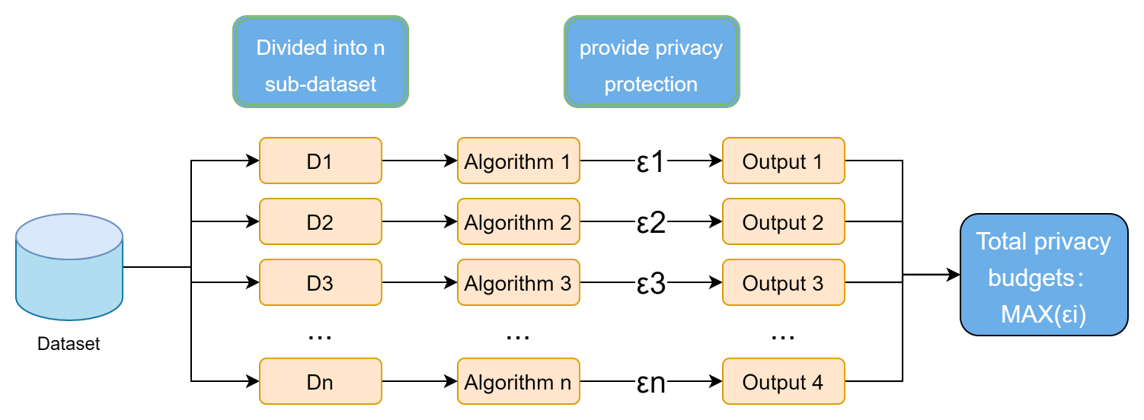 Divided into n
sub-dataset
provide privacy
protection
D1
Algorithm 1
ε1
Output 1
D2
Algorithm 2
ε2
Output 2
D3
Algorithm 3
ε3
Output 3
...
...
...
Dn
Algorithm n
εn
Output 4
Dataset
Total privacy
budgets：
MAX(εi)